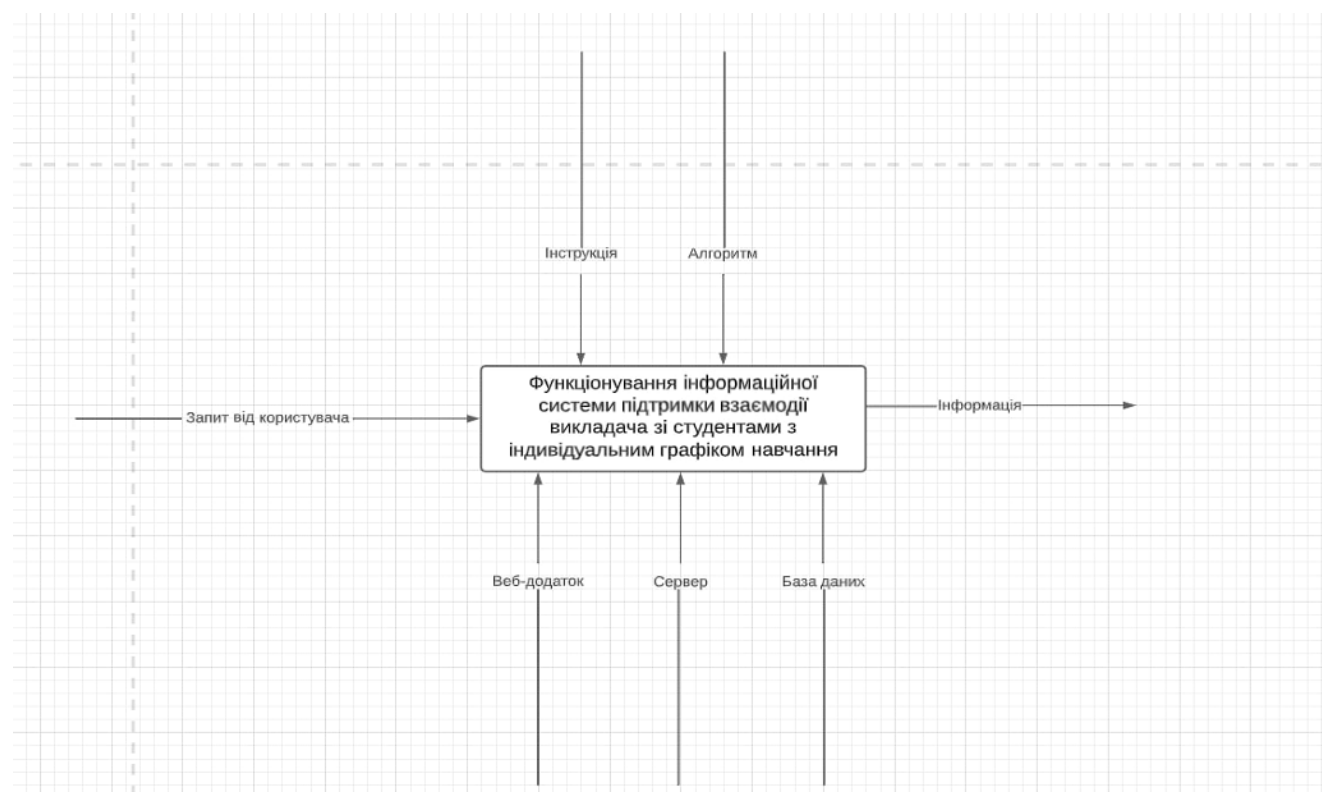 Інструкція
Алгоритм
Функціонування інформаційної
системи підтримки взаємодії
викладача зі студентами з
індивідуальним графіком навчання
Запит від користувача
Інформація
Веб-додаток
Сервер
База даних